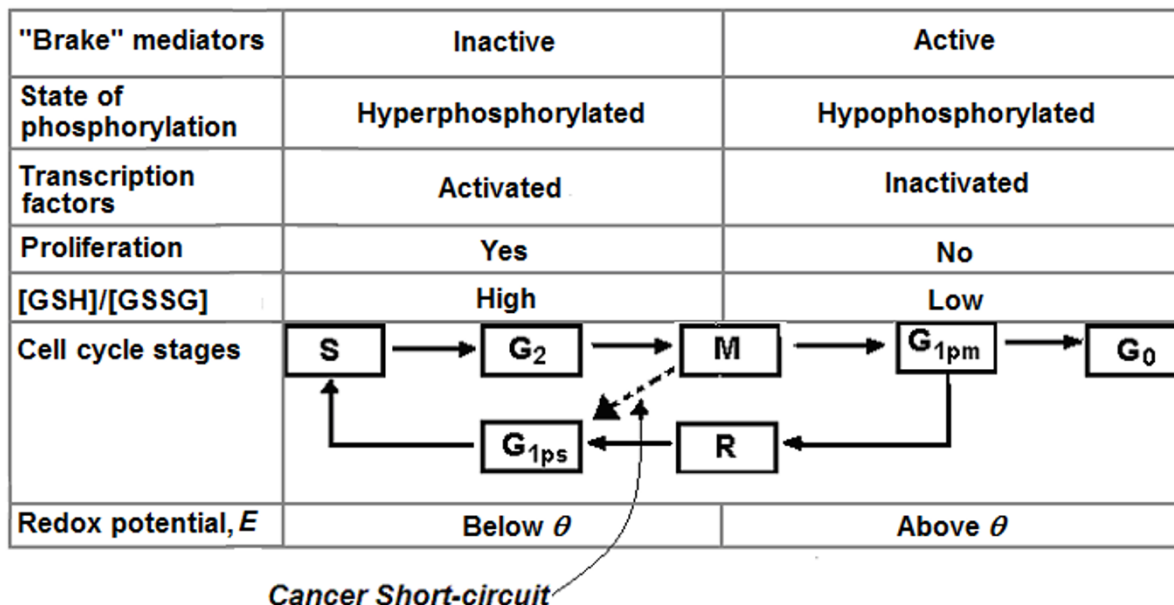 "Brake" mediators Inactive Active
State of phosphorylation Hyperphosphorylated Hypophosphorylated
Transcription factors Activated Inactivated
Proliferation Yes No
[GSH]/[GSSG] High Low
Cell cycle stages
S G2 M G1pm G0
G1ps R
Redox potential, E Below θ Above θ
Cancer Short-circuit